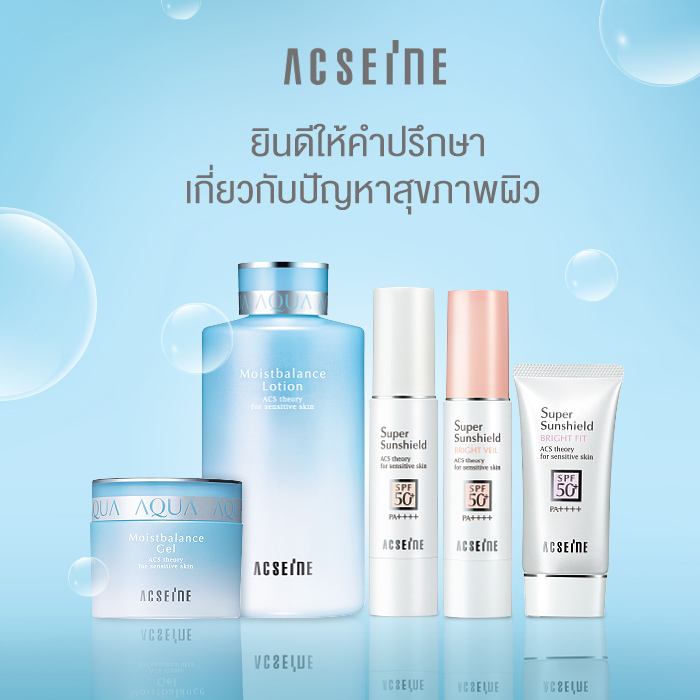 ACSEINE
ยินดีให้คำปรึกษา
เกี่ยวกับปัญหาสุขภาพผิว
AQUA
Moistbalance
Lotion
ACS theory
for sensitive skin
ACSEINE
QUA AQUA AQU
Moistbalance
Gel
ACS theory
for sensitive skin
ACSEINE
Super
Sunshield
ACS theory
for sensitive skin
SPF
50+
PA++++
ACSEINE
Super
Sunshield
BRIGHT VEIL
ACS theory
for sensitive skin
SPF
50+
PA++++
ACSEINE
Super
Sunshield
BRIGHT FIT
ACS theory
for sensitive skin
SPF
50+
PA++++
ACSEINE